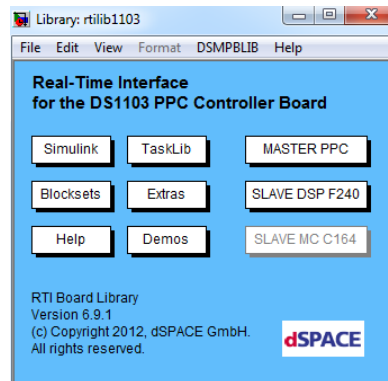 Library: rtilib1103
File Edit View Format DSMPBLIB Help
Real-Time Interface
for the DS1103 PPC Controller Board
Simulink TaskLib MASTER PPC
Blocksets Extras SLAVE DSP F240
Help Demos SLAVE MC C164
RTI Board Library
Version 6.9.1
(c) Copyright 2012, dSPACE GmbH.
All rights reserved.
dSPACE